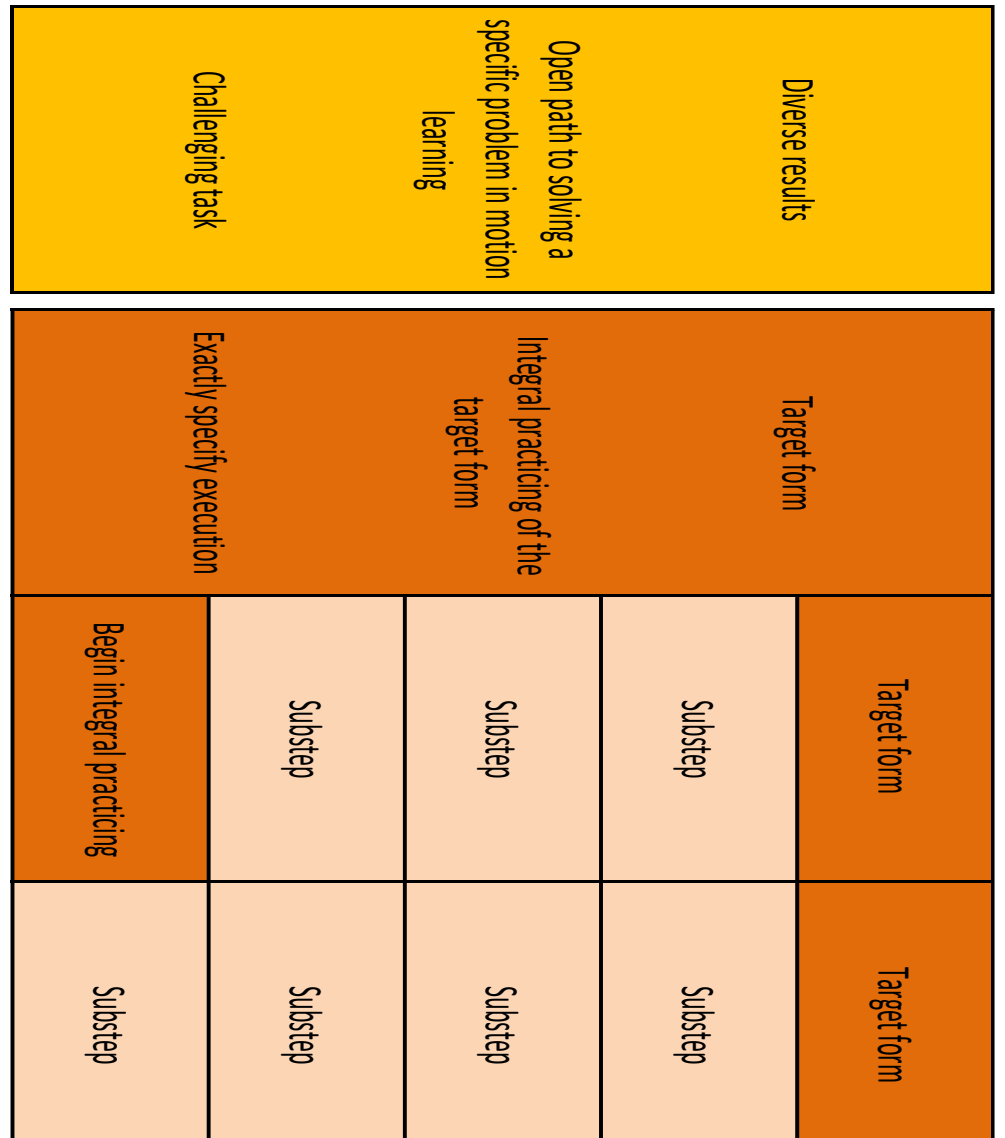 Diverse results
Open path to solving a
specific problem in motion
learning
Challenging task
Target form
Integral practicing of the
target form
Exactly specify execution
Target form
Substep
Substep
Substep
Begin integral practicing
Target form
Substep
Substep
Substep
Substep